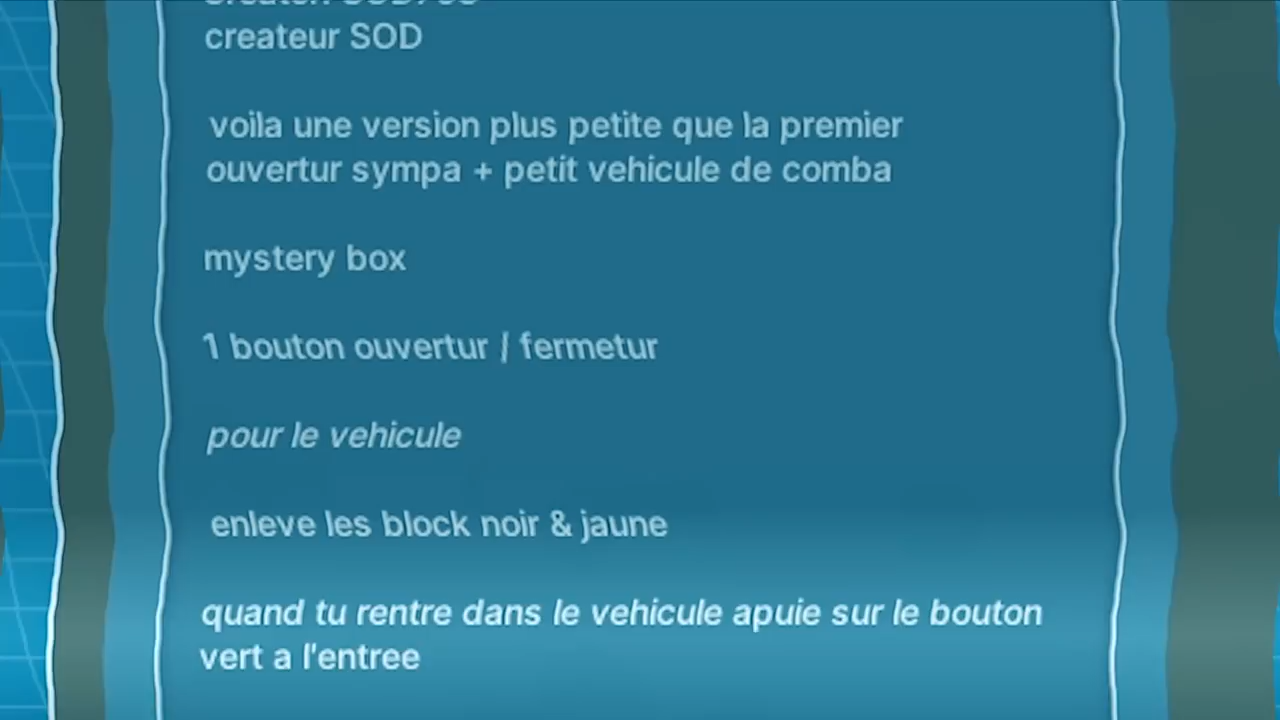 createur SOD
voila une version plus petite que la premier
ouvertur sympa + petit vehicule de comba
mystery box
1 bouton ouvertur / fermetur
pour le vehicule
enleve les block noir & jaune
quand tu rentre dans le vehicule apuie sur le bouton
vert a l'entree